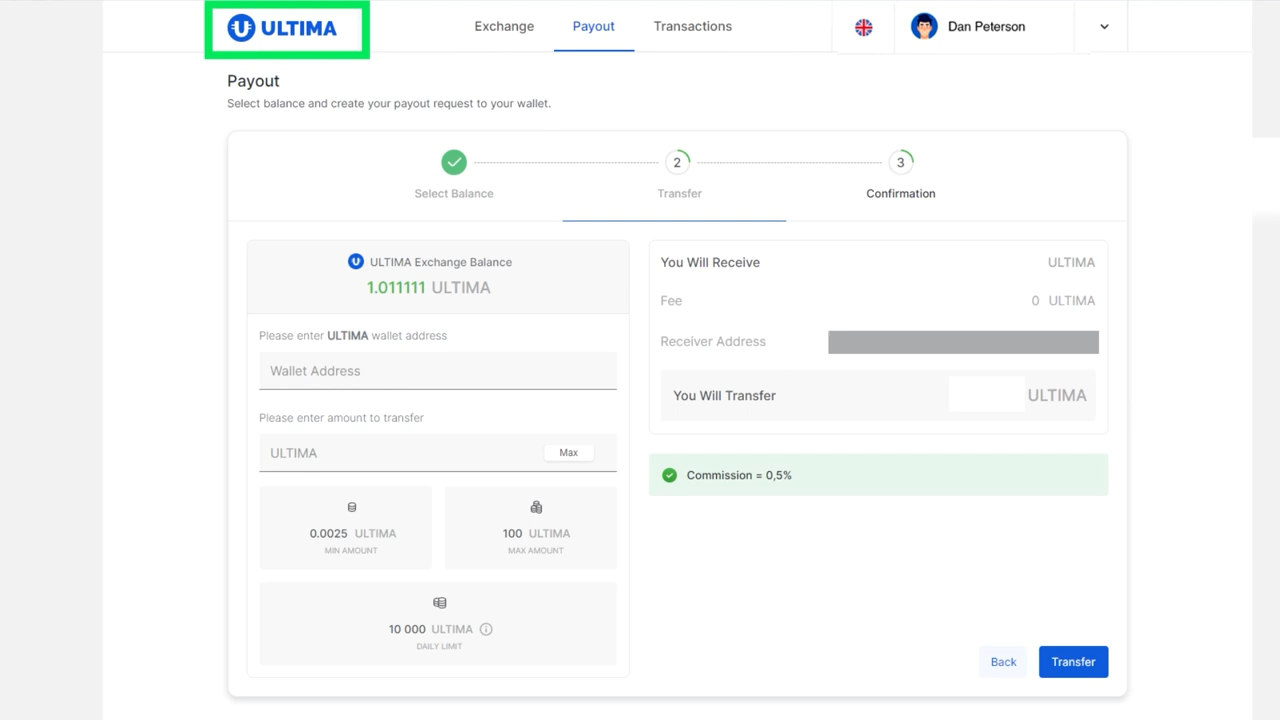 ULTIMA
Exchange
Payout
Transactions
Dan Peterson
Payout
Select balance and create your payout request to your wallet.
2
3
Select Balance
Transfer
Confirmation
ULTIMA Exchange Balance
1.011111 ULTIMA
Please enter ULTIMA wallet address
Wallet Address
Please enter amount to transfer
ULTIMA
Max
0.0025 ULTIMA
MIN AMOUNT
100 ULTIMA
MAX AMOUNT
10 000 ULTIMA
DAILY LIMIT
You Will Receive
ULTIMA
Fee
0 ULTIMA
Receiver Address
You Will Transfer
ULTIMA
Commission = 0,5%
Back
Transfer